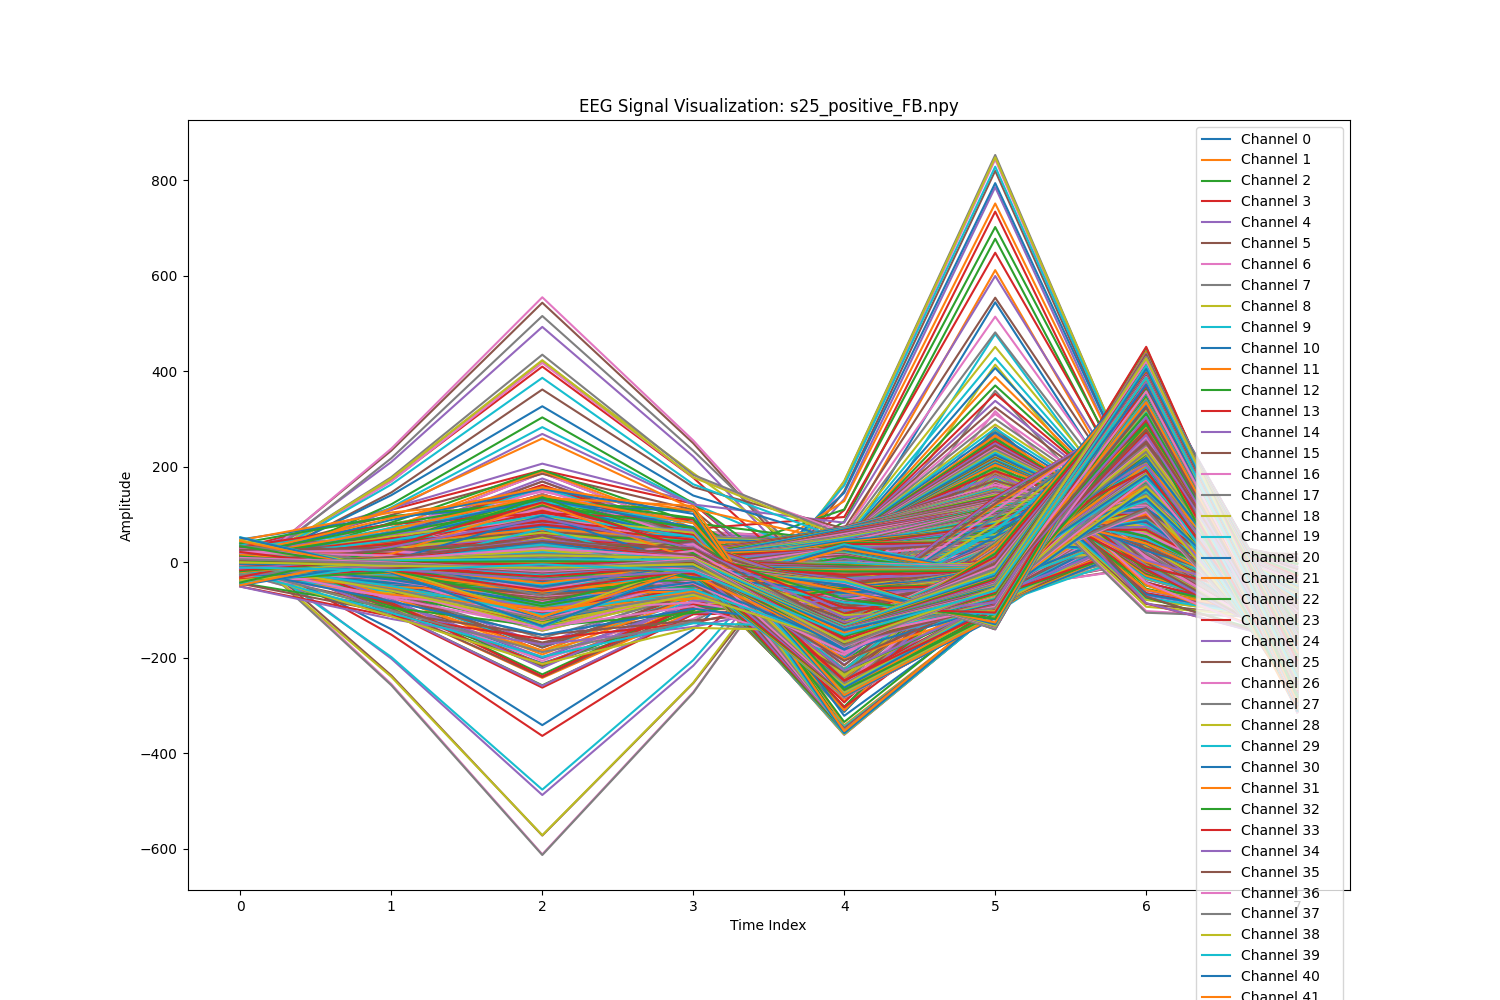 EEG Signal Visualization: s25_positive_FB.npy
800
600
400
200
0
−200
−400
−600
Amplitude
0 1 2 3 4 5 6 7
Time Index
Channel 0
Channel 1
Channel 2
Channel 3
Channel 4
Channel 5
Channel 6
Channel 7
Channel 8
Channel 9
Channel 10
Channel 11
Channel 12
Channel 13
Channel 14
Channel 15
Channel 16
Channel 17
Channel 18
Channel 19
Channel 20
Channel 21
Channel 22
Channel 23
Channel 24
Channel 25
Channel 26
Channel 27
Channel 28
Channel 29
Channel 30
Channel 31
Channel 32
Channel 33
Channel 34
Channel 35
Channel 36
Channel 37
Channel 38
Channel 39
Channel 40
Channel 41